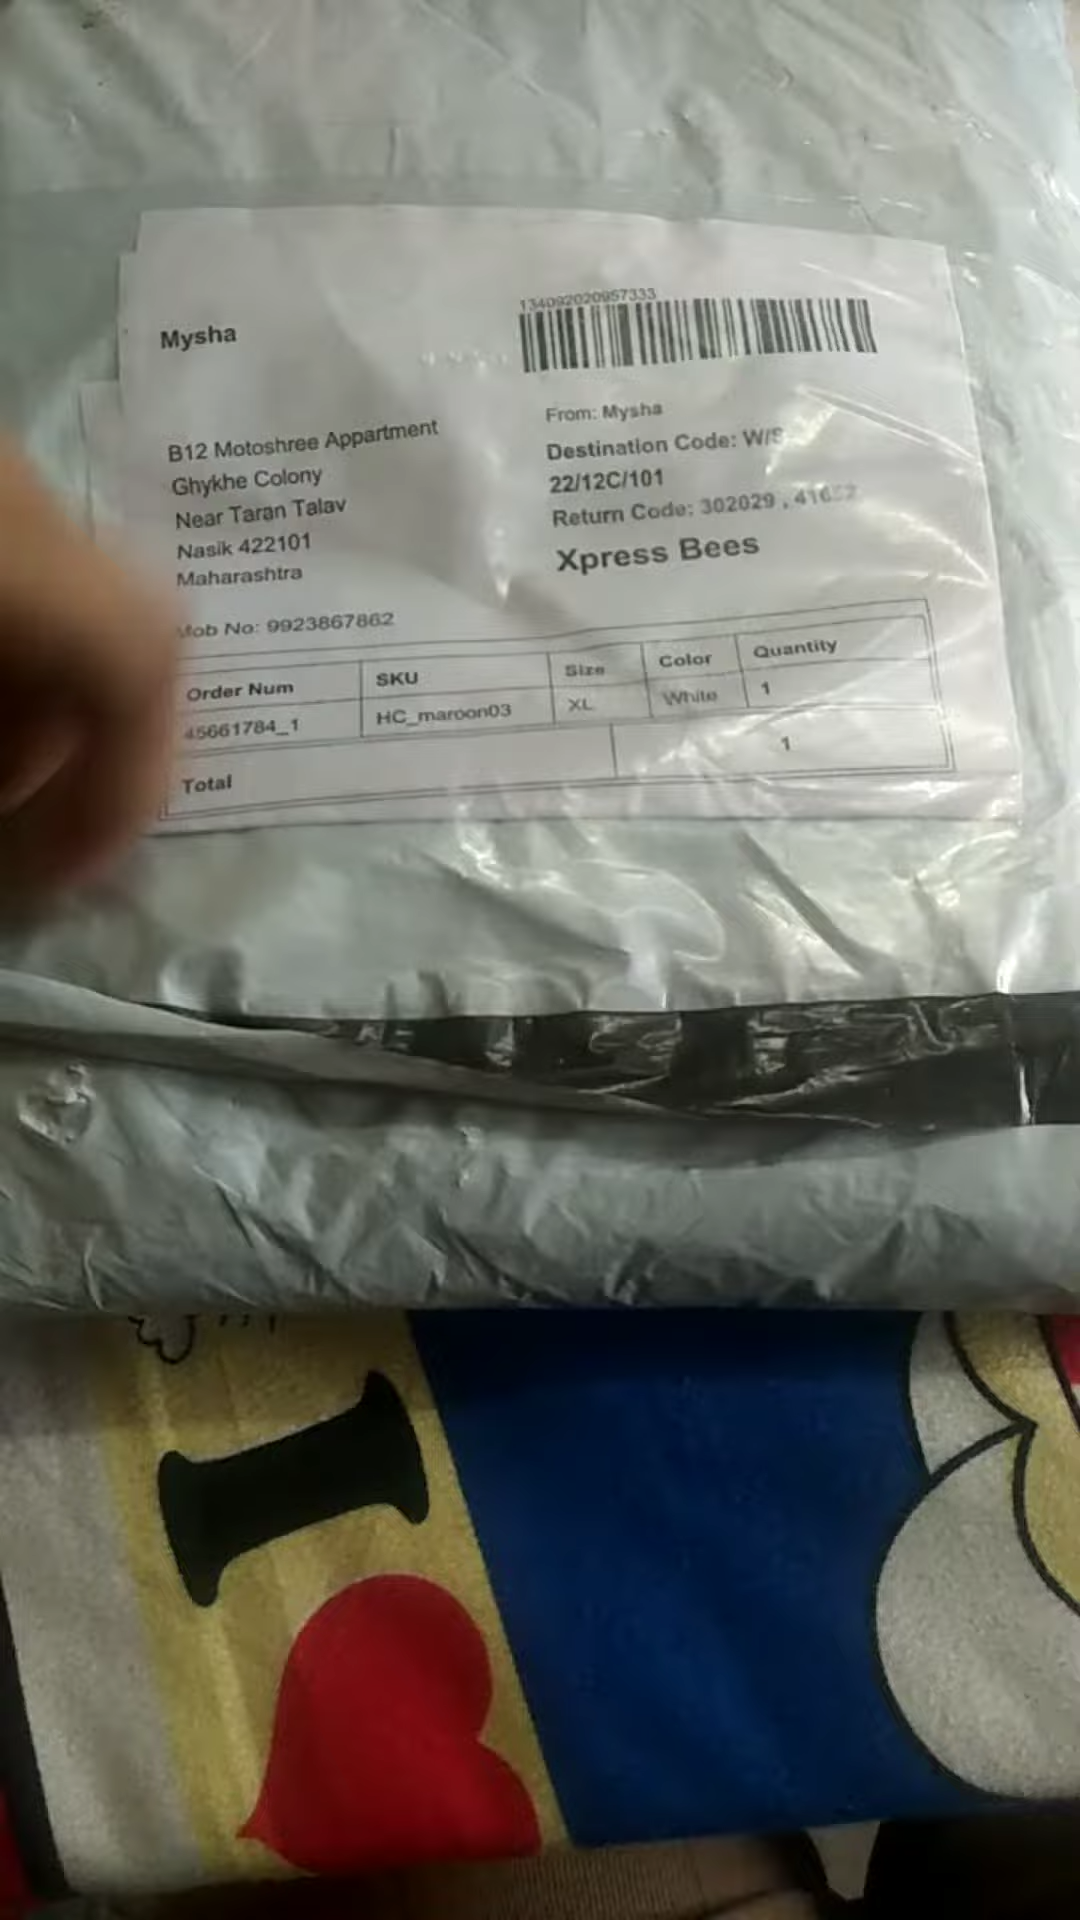 Mysha
B12 Motoshree Appartment
Ghykhe Colony
Near Taran Talav
Nasik 422101
Maharashtra
Mob No: 9923867862
134092020957333
From: Mysha
Destination Code: W/S
22/12C/101
Return Code: 302029 ,
Xpress Bees
Order Num SKU Size Color Quantity
45661784_1 HC_maroon03 XL White 1
Total 1
I